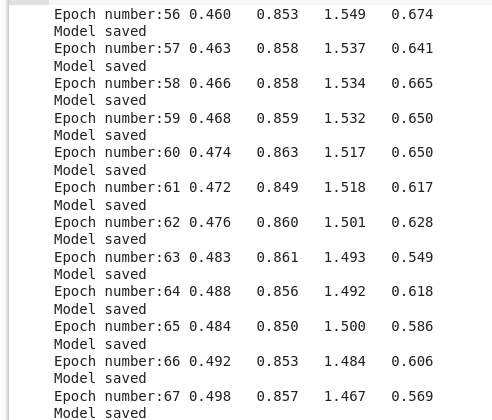 Epoch number:56 0.460   0.853   1.549   0.674
Model saved
Epoch number:57 0.463   0.858   1.537   0.641
Model saved
Epoch number:58 0.466   0.858   1.534   0.665
Model saved
Epoch number:59 0.468   0.859   1.532   0.650
Model saved
Epoch number:60 0.474   0.863   1.517   0.650
Model saved
Epoch number:61 0.472   0.849   1.518   0.617
Model saved
Epoch number:62 0.476   0.860   1.501   0.628
Model saved
Epoch number:63 0.483   0.861   1.493   0.549
Model saved
Epoch number:64 0.488   0.856   1.492   0.618
Model saved
Epoch number:65 0.484   0.850   1.500   0.586
Model saved
Epoch number:66 0.492   0.853   1.484   0.606
Model saved
Epoch number:67 0.498   0.857   1.467   0.569
Model saved